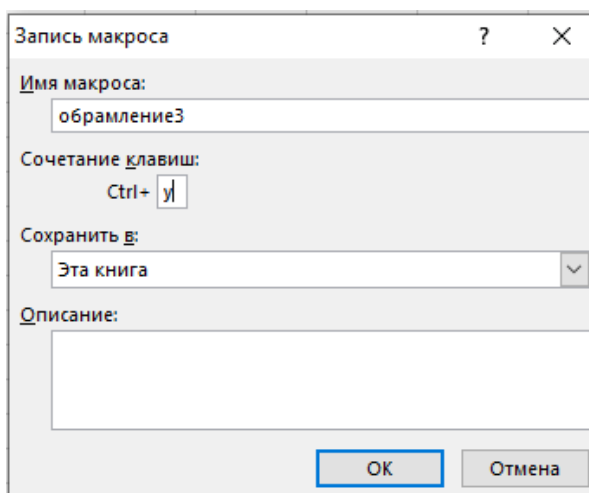 Запись макроса ? ×
Имя макроса:
обрамление3
Сочетание клавиш:
Ctrl+ у
Сохранить в:
Эта книга
Описание:
ОК Отмена